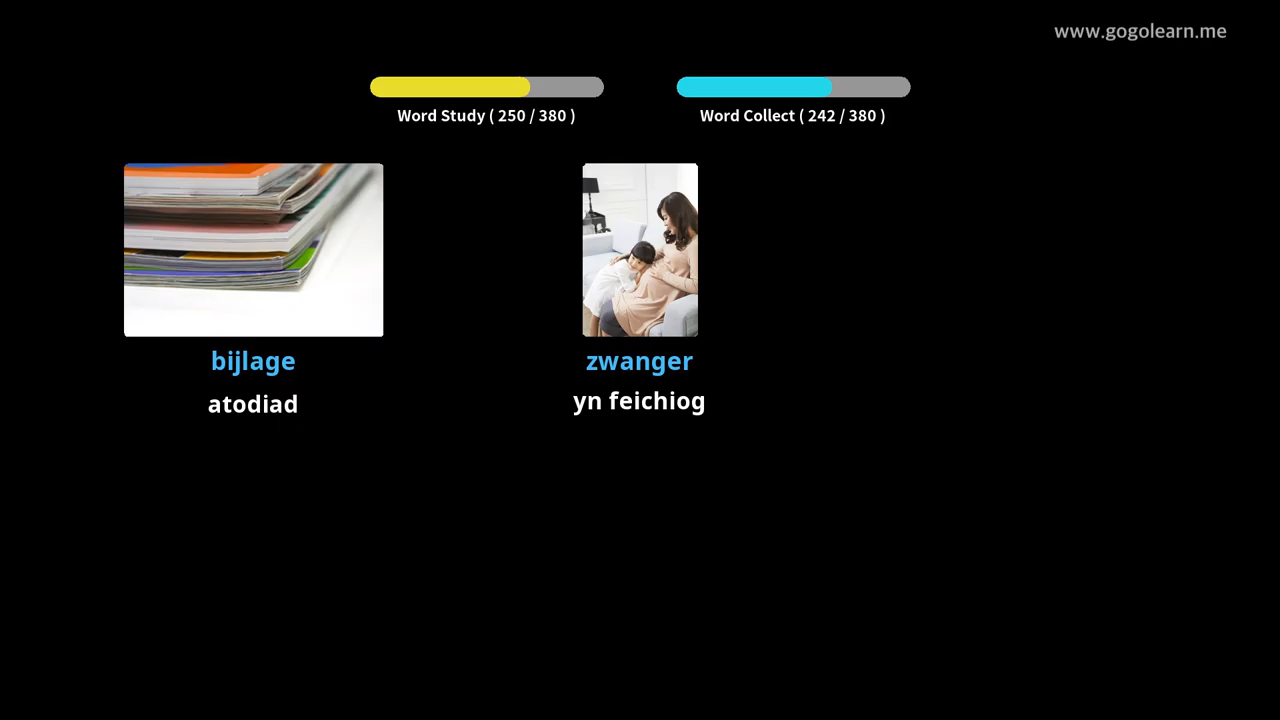 www.gogolearn.me
Word Study ( 250 / 380 )
Word Collect ( 242 / 380 )
bijlage
zwanger
atodiad
yn feichiog